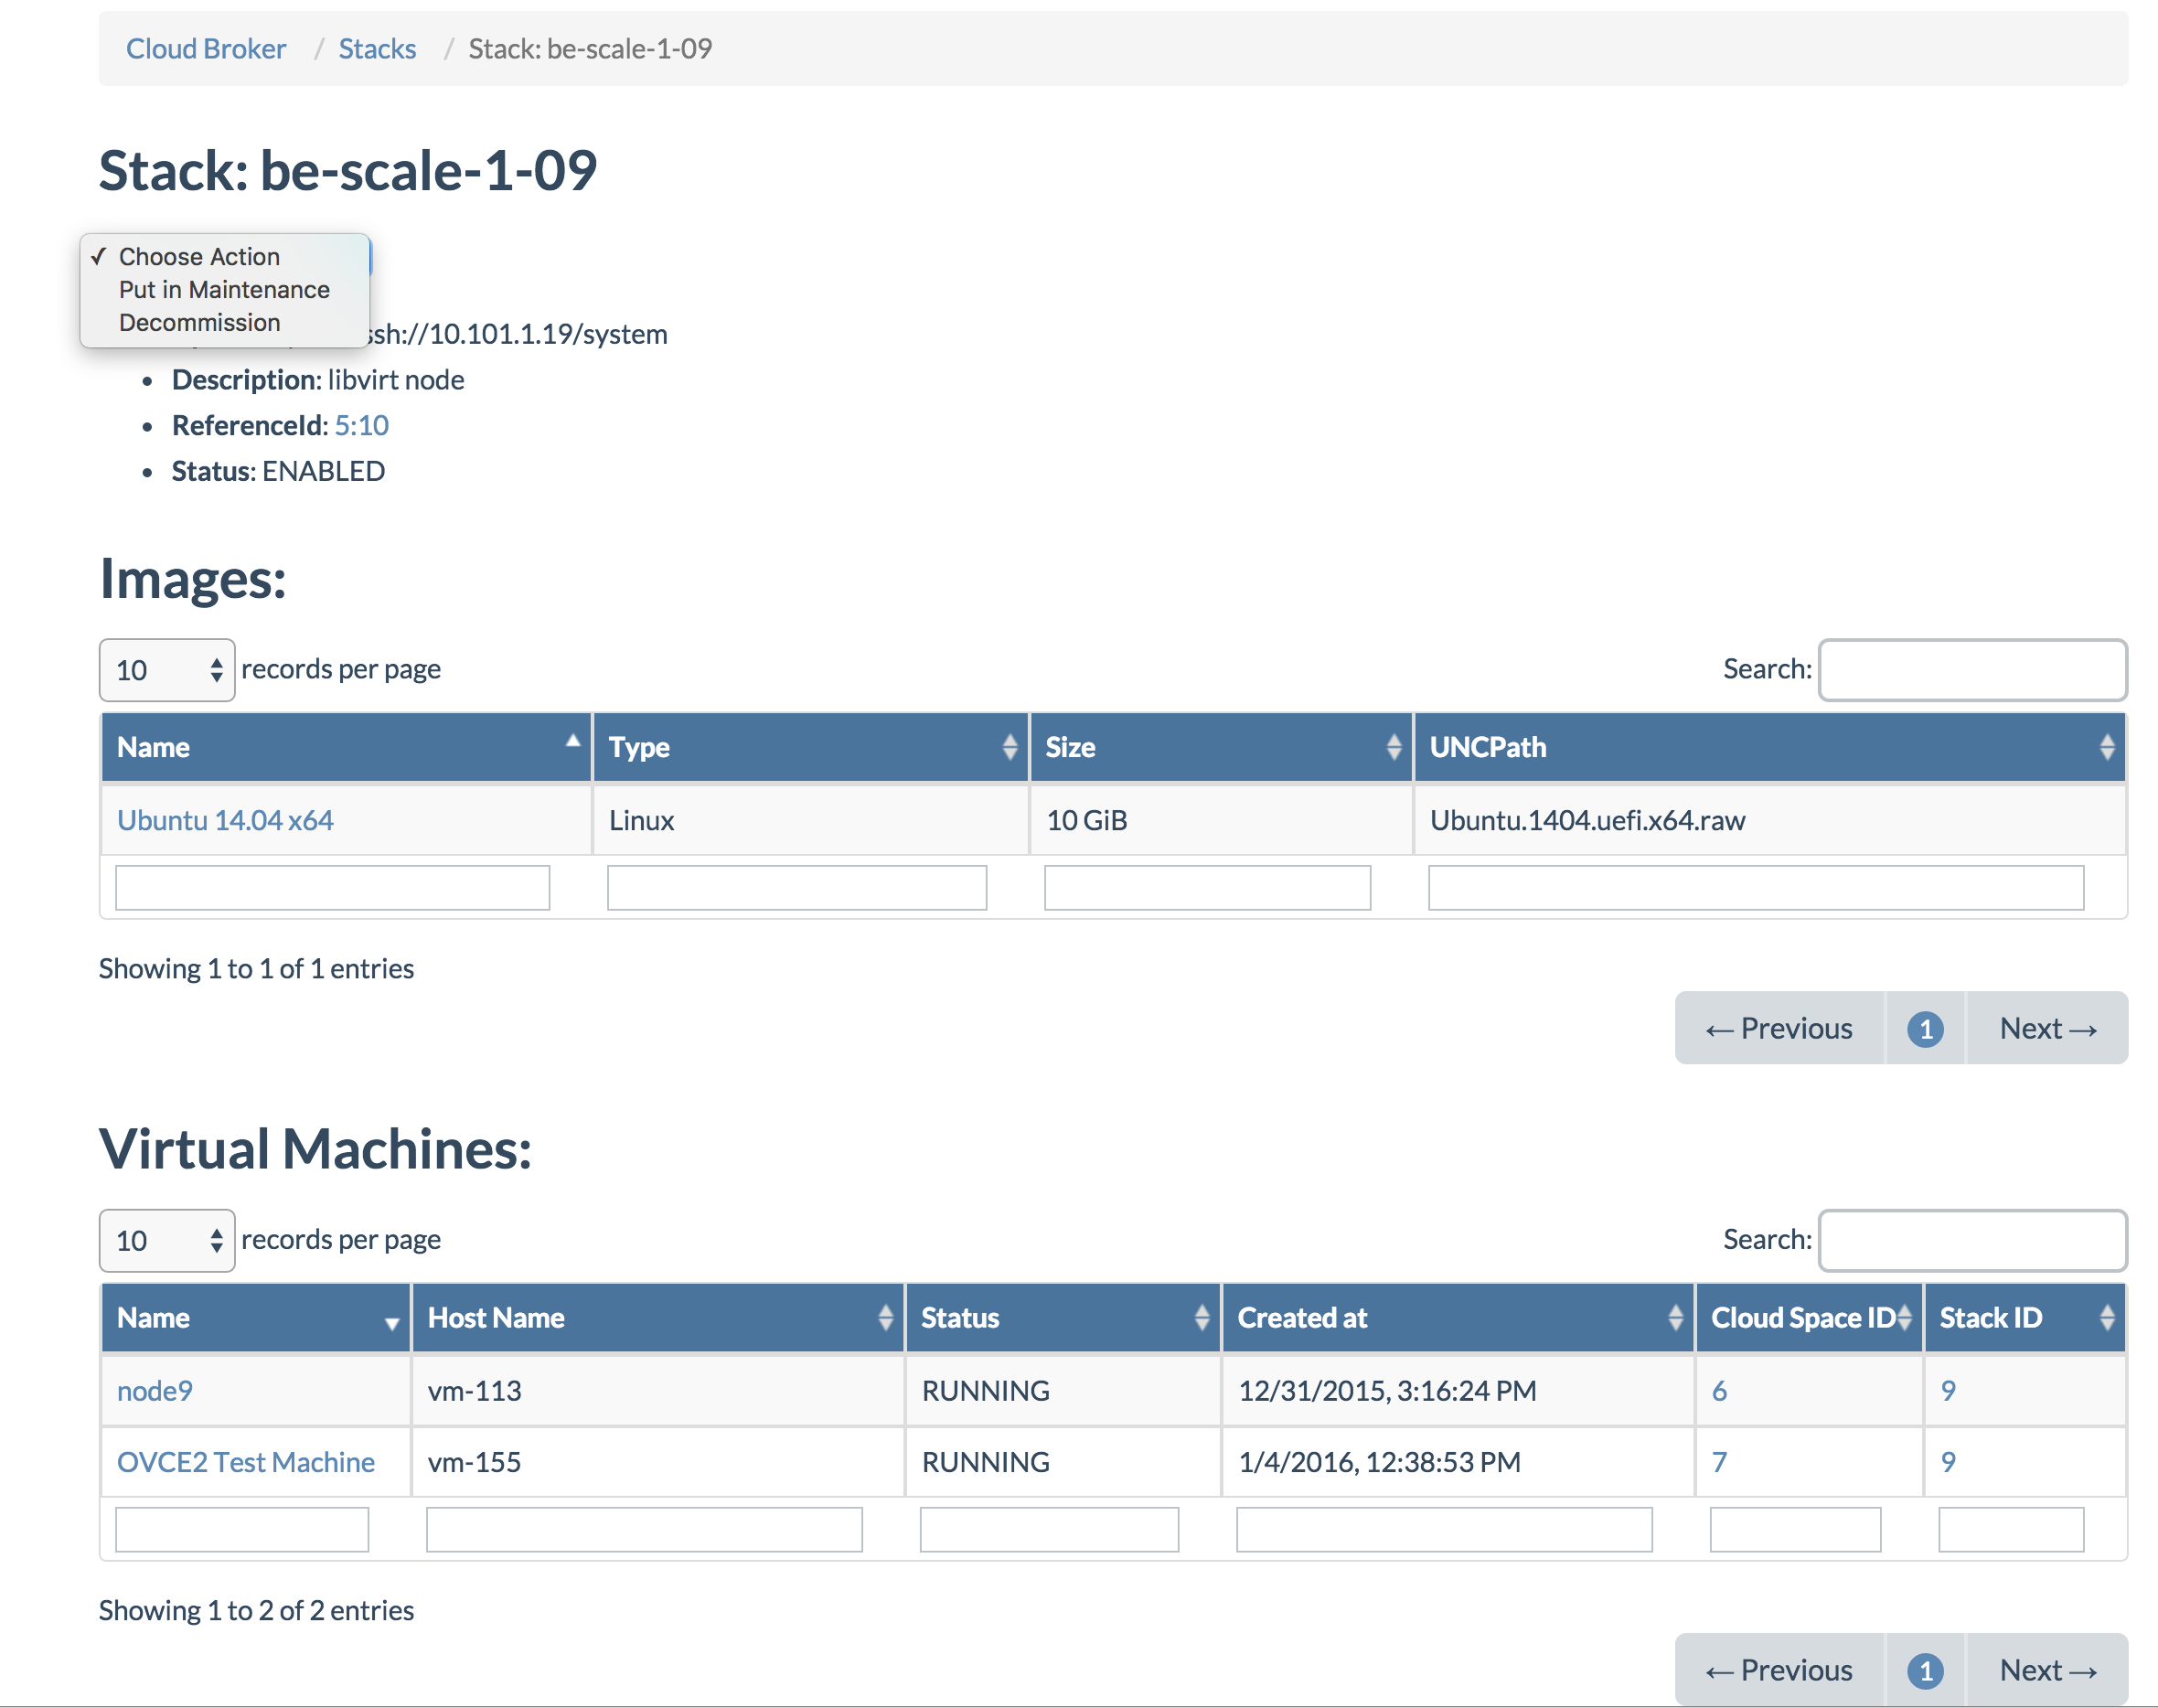 Cloud Broker / Stacks / Stack: be-scale-1-09
Stack: be-scale-1-09
✓ Choose Action
Put in Maintenance
Decommission
ssh://10.101.1.19/system
• Description: libvirt node
• ReferenceId: 5:10
• Status: ENABLED
Images:
10 records per page Search:
Name Type Size UNCPath
Ubuntu 14.04 x64 Linux 10 GiB Ubuntu.1404.uefi.x64.raw
Showing 1 to 1 of 1 entries
← Previous 1 Next →
Virtual Machines:
10 records per page Search:
Name Host Name Status Created at Cloud Space ID Stack ID
node9 vm-113 RUNNING 12/31/2015, 3:16:24 PM 6 9
OVCE2 Test Machine vm-155 RUNNING 1/4/2016, 12:38:53 PM 7 9
Showing 1 to 2 of 2 entries
← Previous 1 Next →